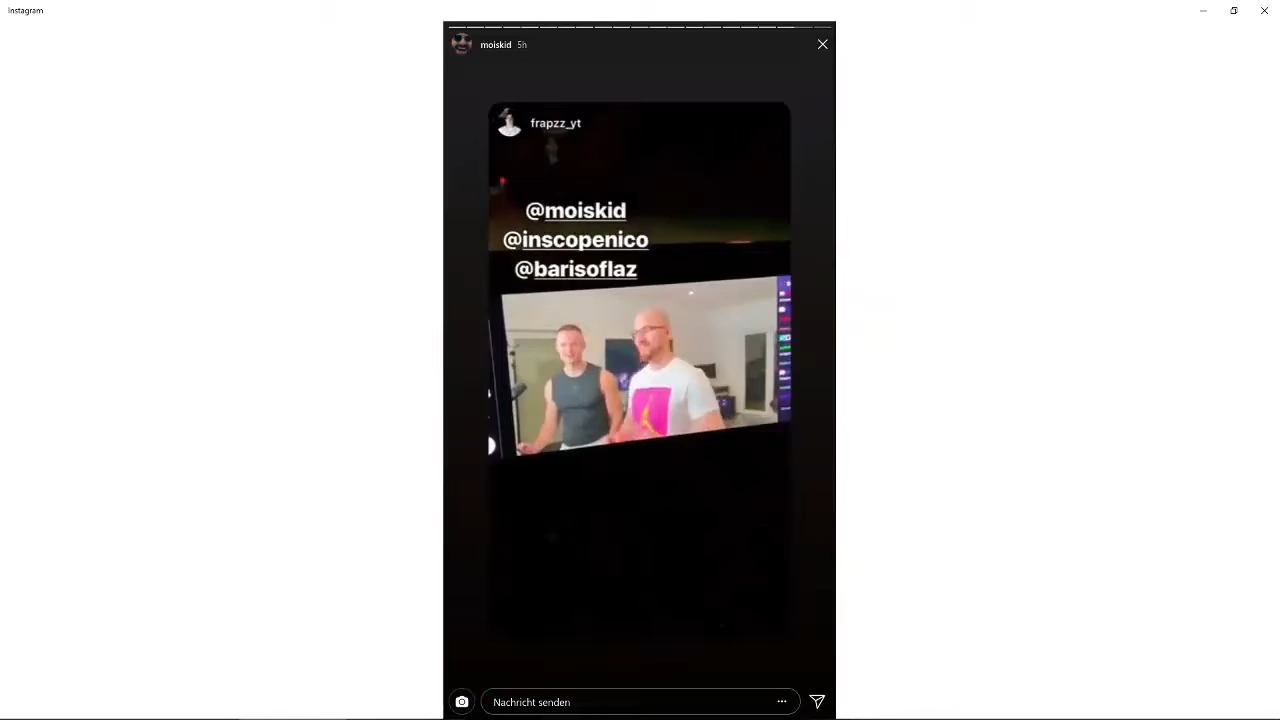 Instagram
moiskid 5h
frapzz_yt
@moiskid
@inscopenico
@barisoflaz
Nachricht senden